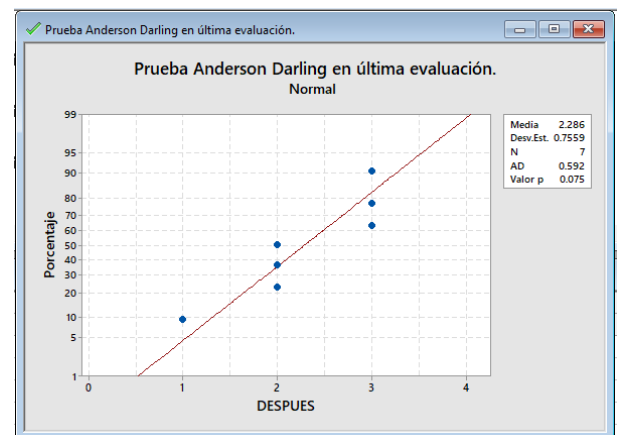 Prueba Anderson Darling en última evaluación.
Prueba Anderson Darling en última evaluación.
Normal
Media 2.286
Desv.Est. 0.7559
N 7
AD 0.592
Valor p 0.075
Porcentaje
99
95
90
80
70
60
50
40
30
20
10
5
1
0 1 2 3 4
DESPUES